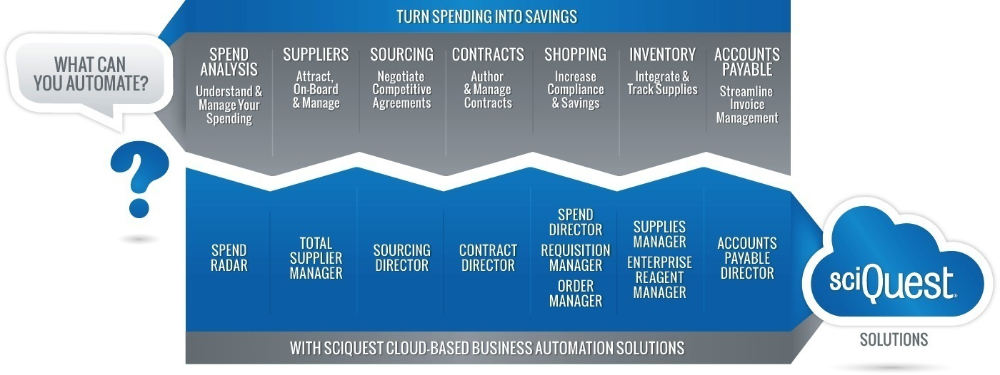 TURN SPENDING INTO SAVINGS
WHAT CAN
YOU AUTOMATE?
SPEND
ANALYSIS
Understand &
Manage Your
Spending
SUPPLIERS
Attract,
On-Board
& Manage
SOURCING
Negotiate
Competitive
Agreements
CONTRACTS
Author
& Manage
Contracts
SHOPPING
Increase
Compliance
& Savings
INVENTORY
Integrate &
Track Supplies
ACCOUNTS
PAYABLE
Streamline
Invoice
Management
?
SPEND
RADAR
TOTAL
SUPPLIER
MANAGER
SOURCING
DIRECTOR
CONTRACT
DIRECTOR
SPEND
DIRECTOR
REQUISITION
MANAGER
ORDER
MANAGER
SUPPLIES
MANAGER
ENTERPRISE
REAGENT
MANAGER
ACCOUNTS
PAYABLE
DIRECTOR
sciQuest®
SOLUTIONS
WITH SCIQUEST CLOUD-BASED BUSINESS AUTOMATION SOLUTIONS